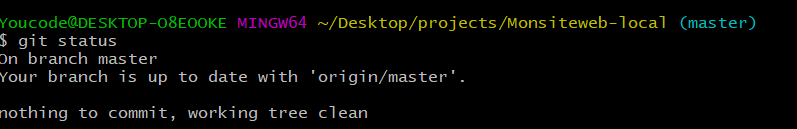 Youcode@DESKTOP-O8EOOKE MINGW64 ~/Desktop/projects/Monsiteweb-local (master)
$ git status
On branch master
Your branch is up to date with 'origin/master'.
nothing to commit, working tree clean